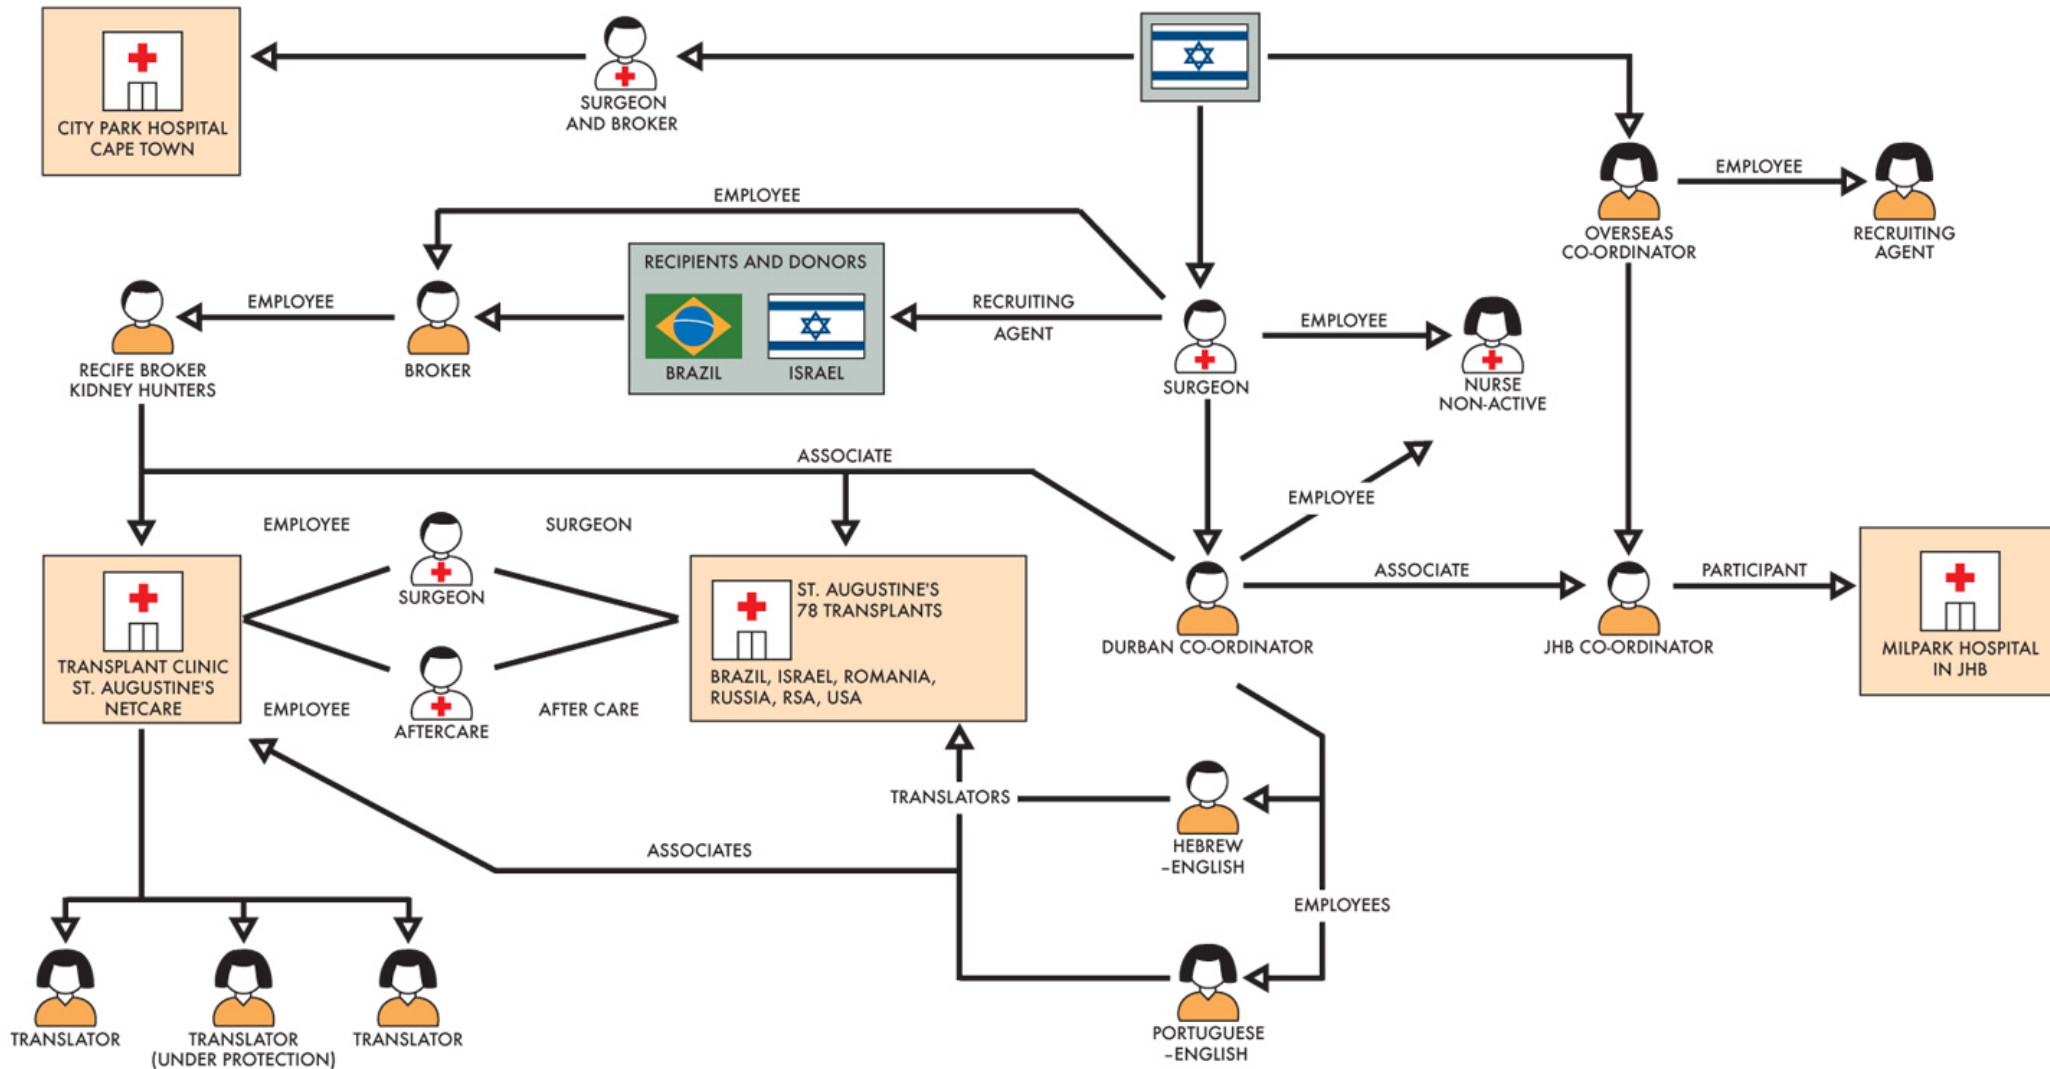 CITY PARK HOSPITAL
CAPE TOWN
SURGEON
AND BROKER
EMPLOYEE
OVERSEAS
CO-ORDINATOR
RECRUITING
AGENT
EMPLOYEE
RECIPIENTS AND DONORS
BRAZIL
ISRAEL
RECRUITING
AGENT
EMPLOYEE
RECIFE BROKER
KIDNEY HUNTERS
BROKER
SURGEON
EMPLOYEE
NURSE
NON-ACTIVE
ASSOCIATE
EMPLOYEE
EMPLOYEE
SURGEON
SURGEON
TRANSPLANT CLINIC
ST. AUGUSTINE'S
NETCARE
EMPLOYEE
AFTER CARE
AFTERCARE
ST. AUGUSTINE'S
78 TRANSPLANTS
BRAZIL, ISRAEL, ROMANIA,
RUSSIA, RSA, USA
DURBAN CO-ORDINATOR
ASSOCIATE
JHB CO-ORDINATOR
PARTICIPANT
MILPARK HOSPITAL
IN JHB
TRANSLATORS
HEBREW
–ENGLISH
ASSOCIATES
EMPLOYEES
PORTUGUESE
–ENGLISH
TRANSLATOR
TRANSLATOR
(UNDER PROTECTION)
TRANSLATOR